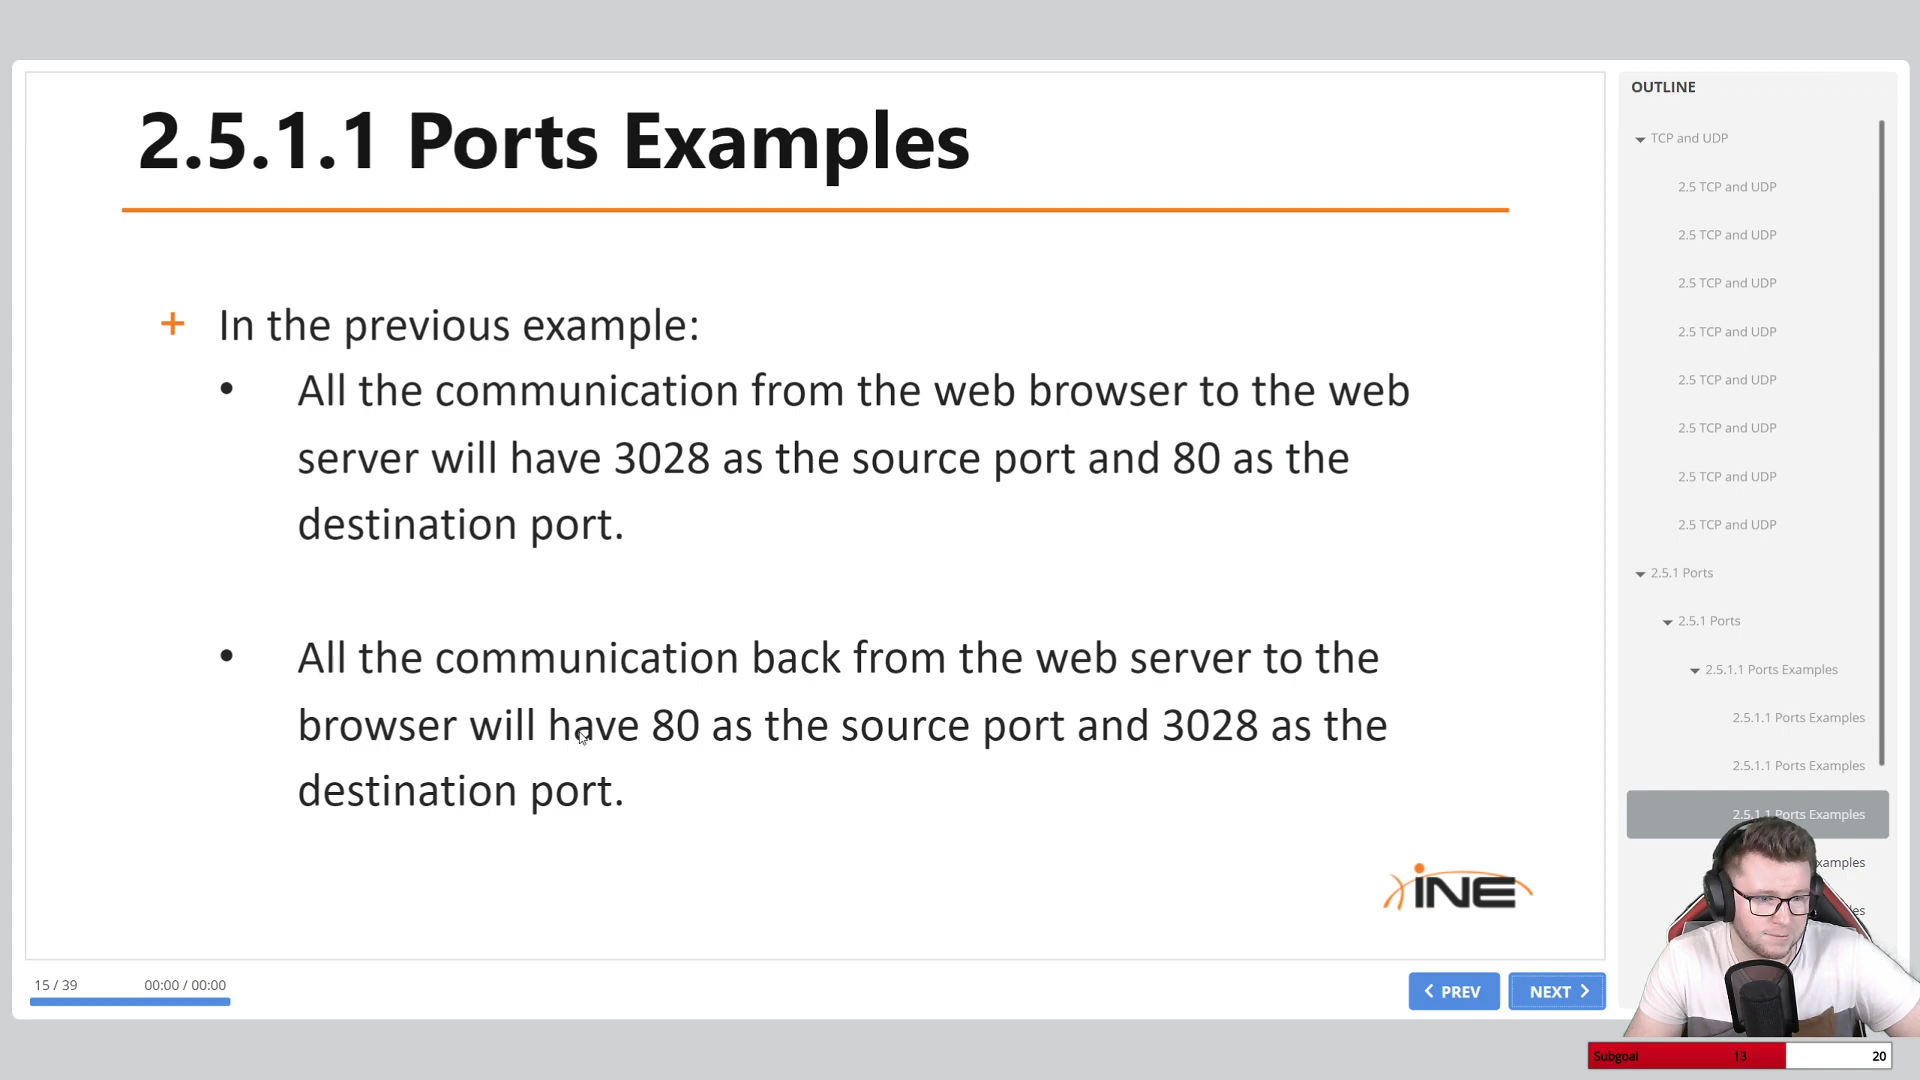 2.5.1.1 Ports Examples
+ In the previous example:
• All the communication from the web browser to the web
server will have 3028 as the source port and 80 as the
destination port.
• All the communication back from the web server to the
browser will have 80 as the source port and 3028 as the
destination port.
INE
15 / 39
00:00 / 00:00
PREV
NEXT
OUTLINE
TCP and UDP
2.5 TCP and UDP
2.5 TCP and UDP
2.5 TCP and UDP
2.5 TCP and UDP
2.5 TCP and UDP
2.5 TCP and UDP
2.5 TCP and UDP
2.5 TCP and UDP
2.5.1 Ports
2.5.1 Ports
2.5.1.1 Ports Examples
2.5.1.1 Ports Examples
2.5.1.1 Ports Examples
2.5.1.1 Ports Examples
Subgoal 13 20